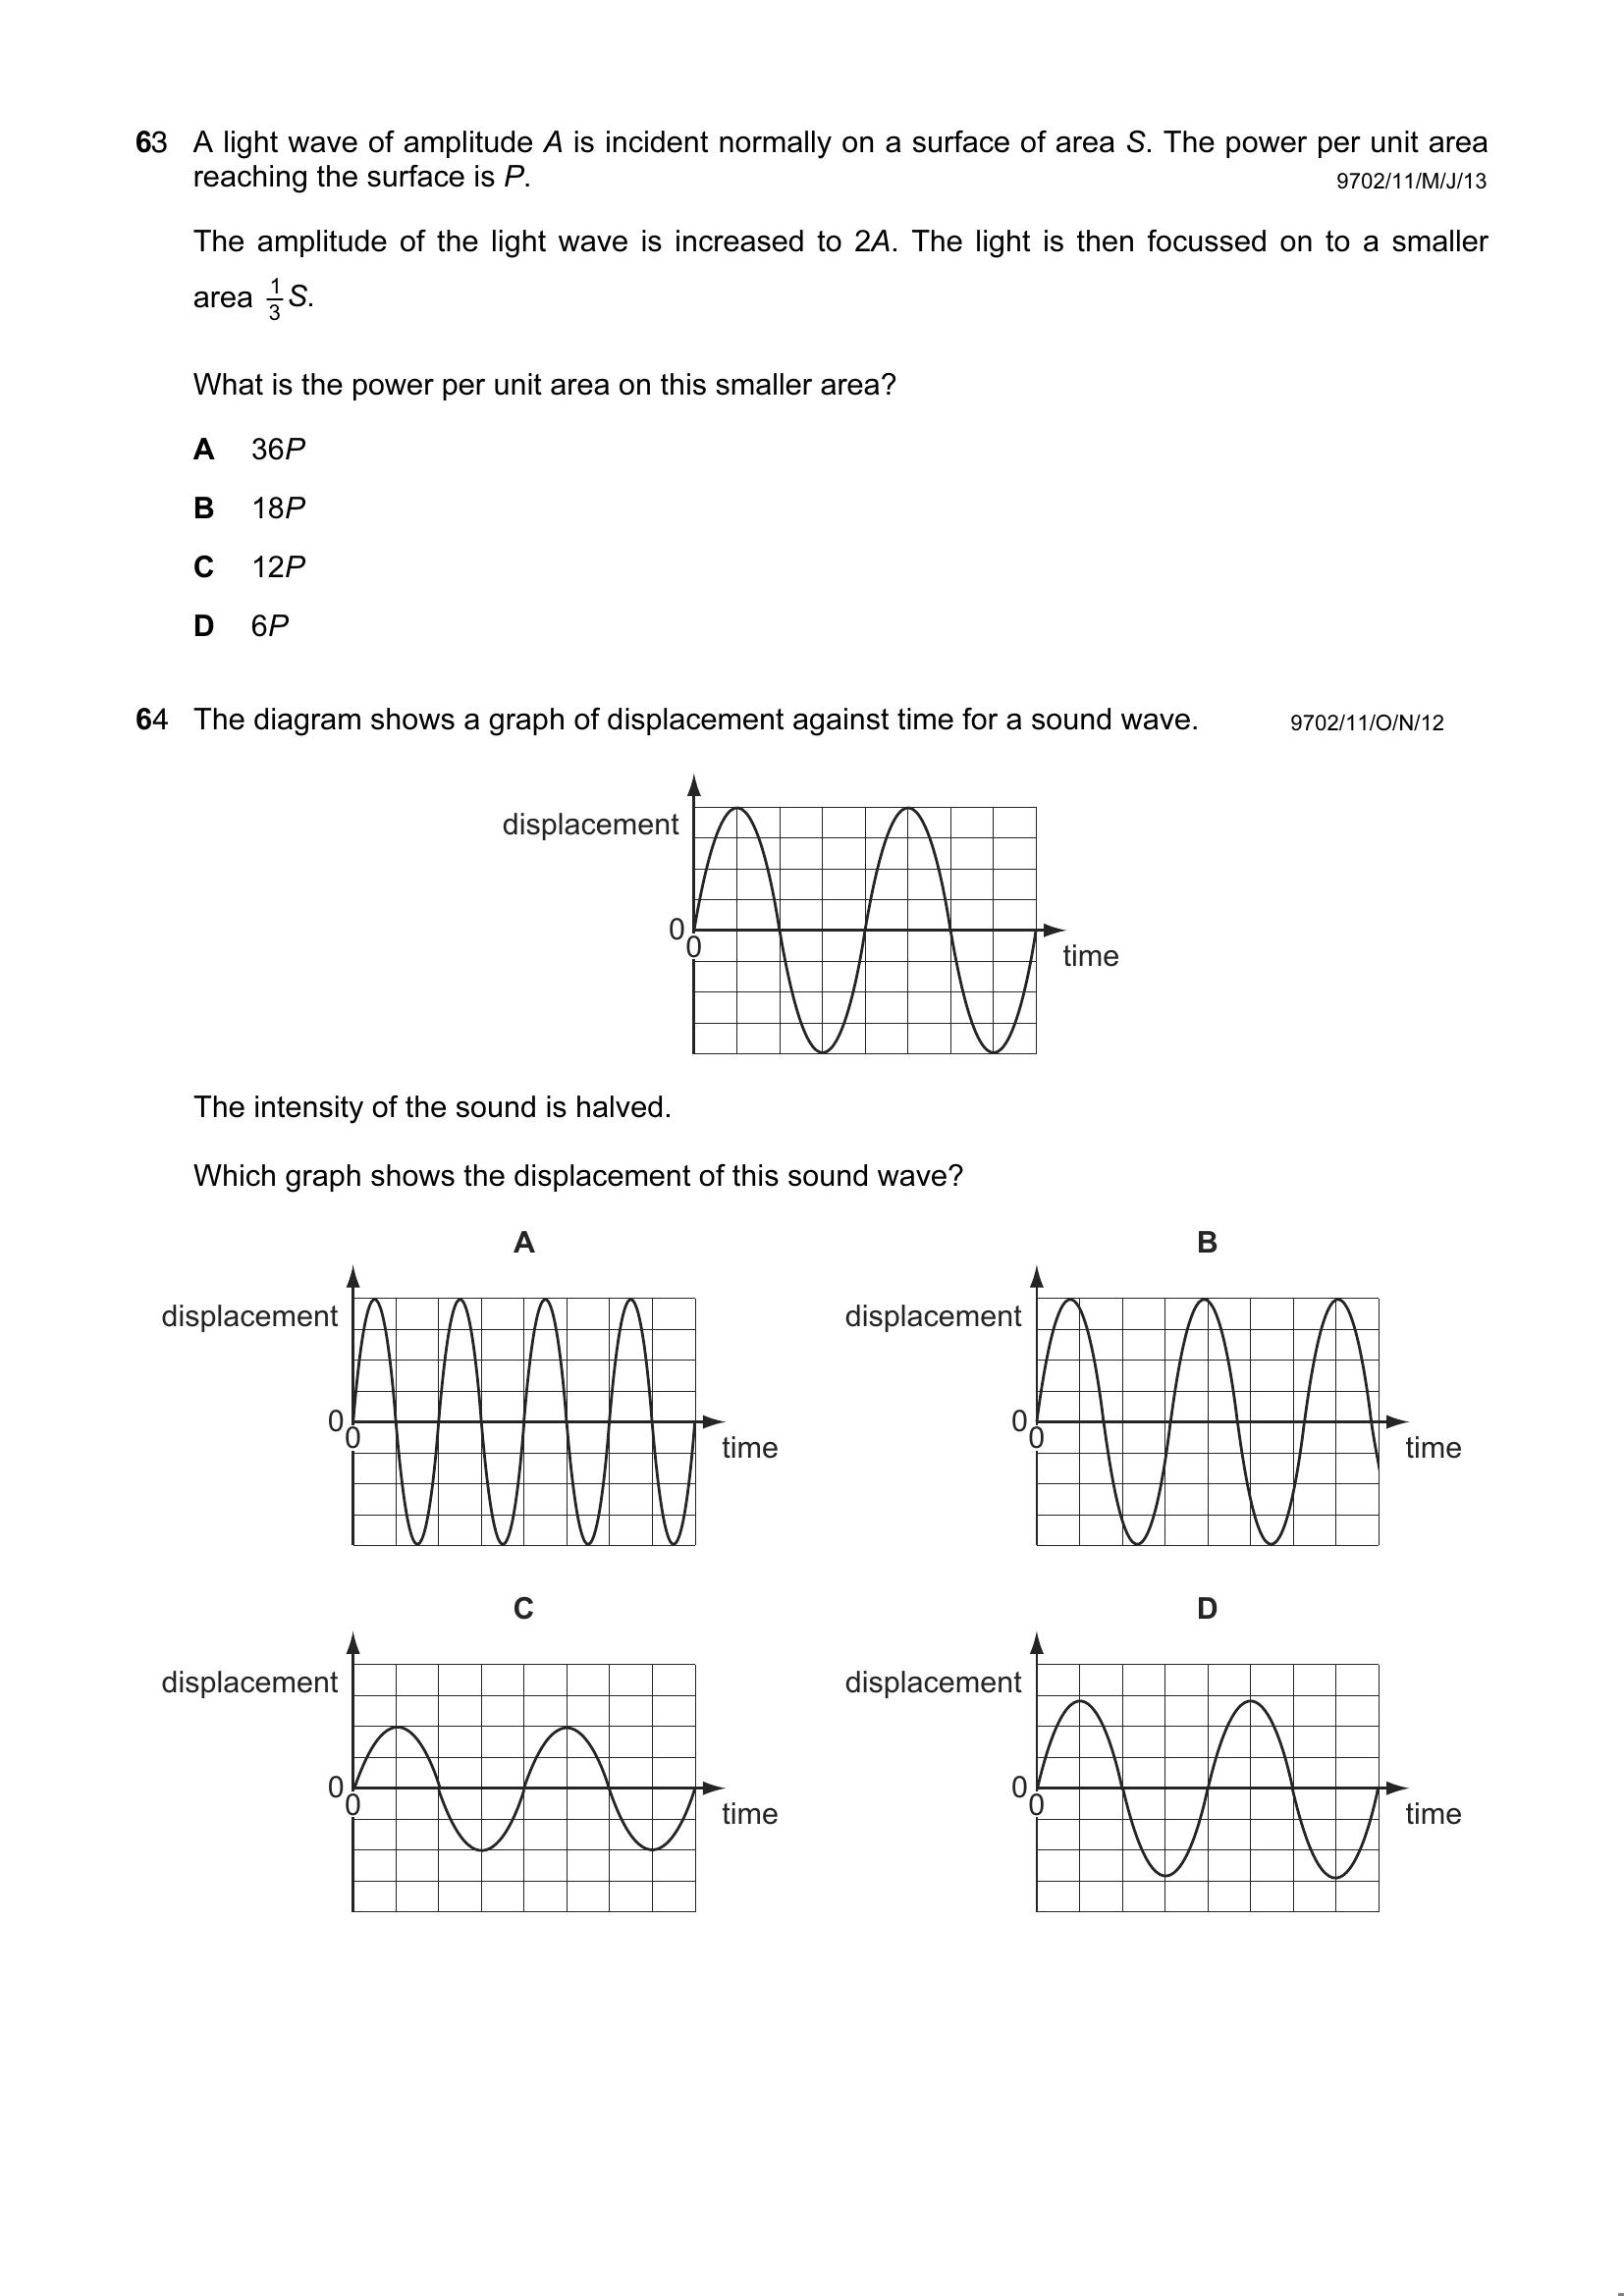 63 A light wave of amplitude A is incident normally on a surface of area S. The power per unit area
reaching the surface is P. 9702/11/M/J/13
The amplitude of the light wave is increased to 2A. The light is then focussed on to a smaller
area 1/3 S.
What is the power per unit area on this smaller area?
A 36P
B 18P
C 12P
D 6P
64 The diagram shows a graph of displacement against time for a sound wave. 9702/11/O/N/12
displacement
0
0
time
The intensity of the sound is halved.
Which graph shows the displacement of this sound wave?
A
displacement
0
0
time
B
displacement
0
0
time
C
displacement
0
0
time
D
displacement
0
0
time